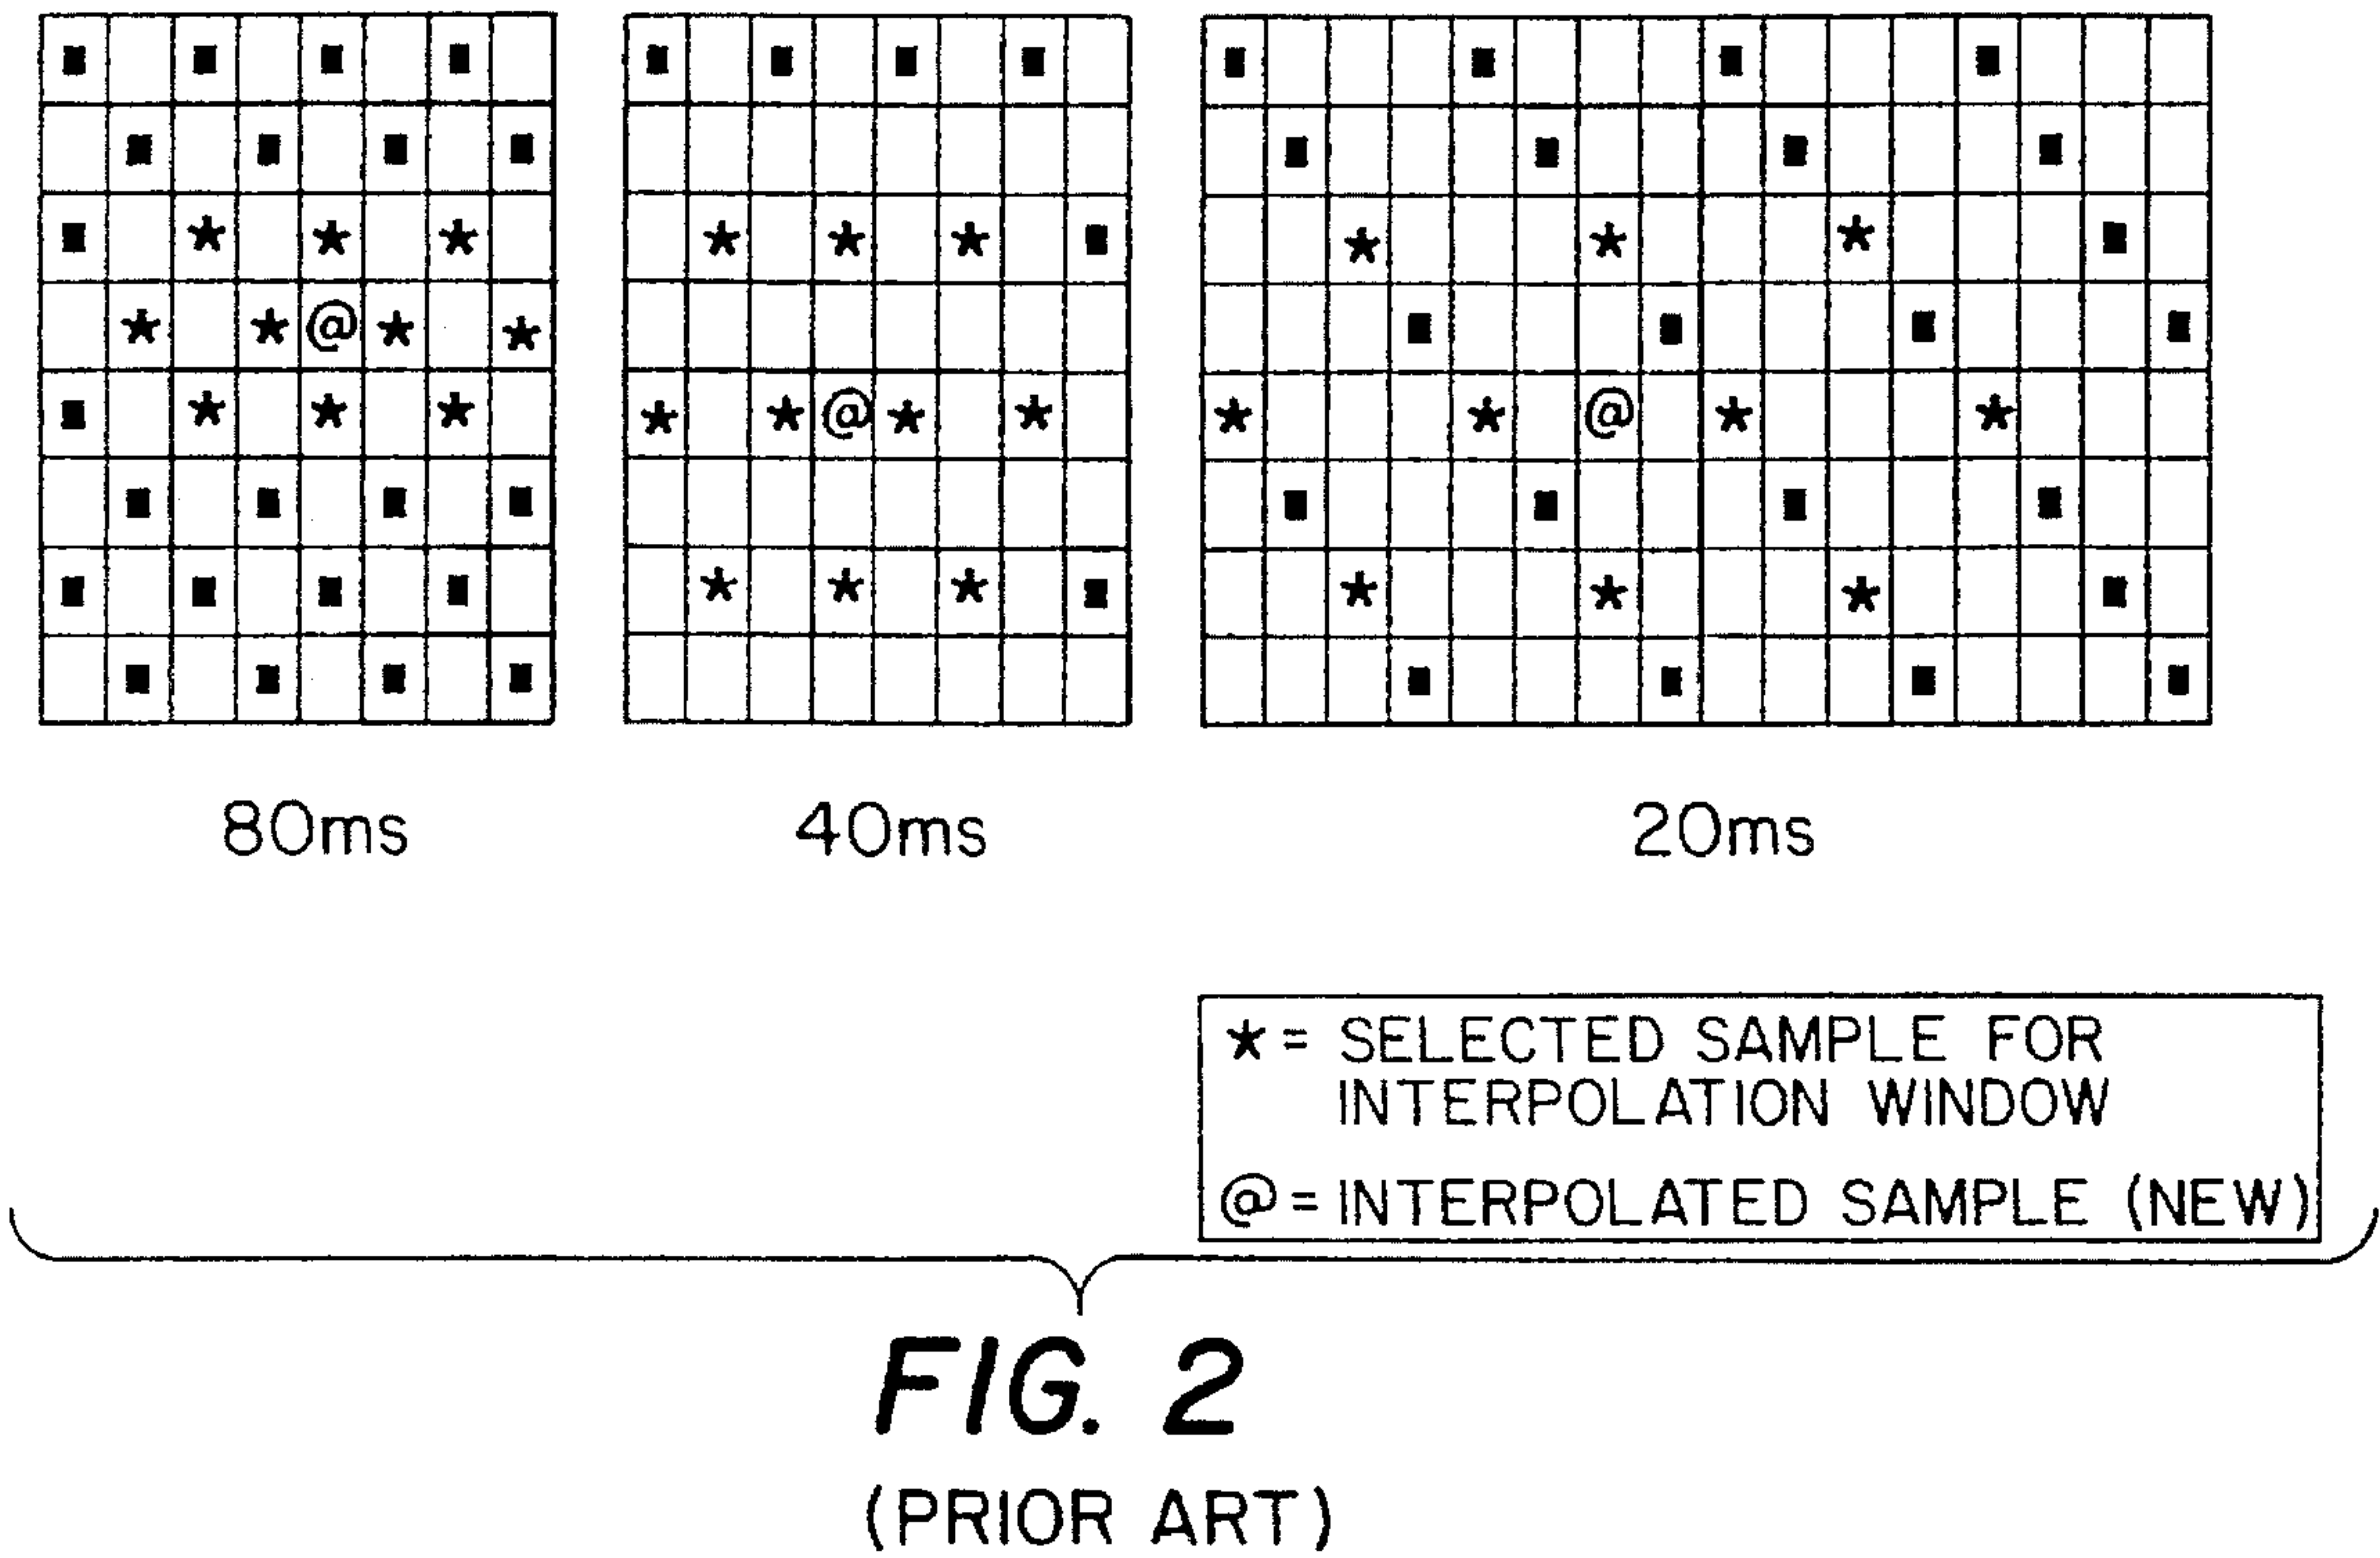 80ms 40ms 20ms
* = SELECTED SAMPLE FOR
INTERPOLATION WINDOW
@ = INTERPOLATED SAMPLE (NEW)
FIG. 2
(PRIOR ART)